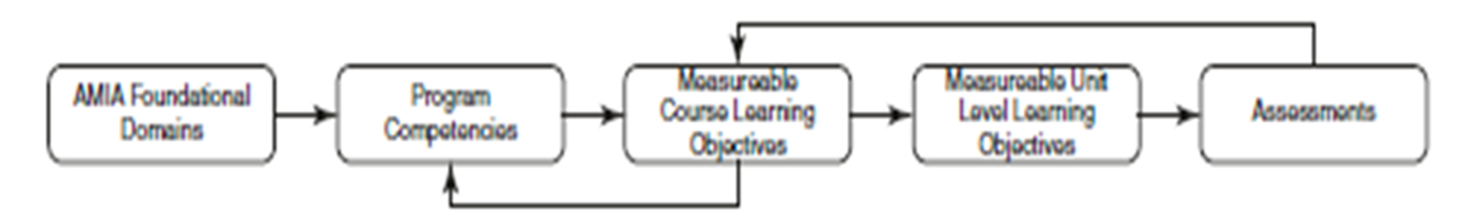 AMIA Foundational
Domains
Program
Competencies
Measureable
Course Learning
Objectives
Measureable Unit
Level Learning
Objectives
Assessments